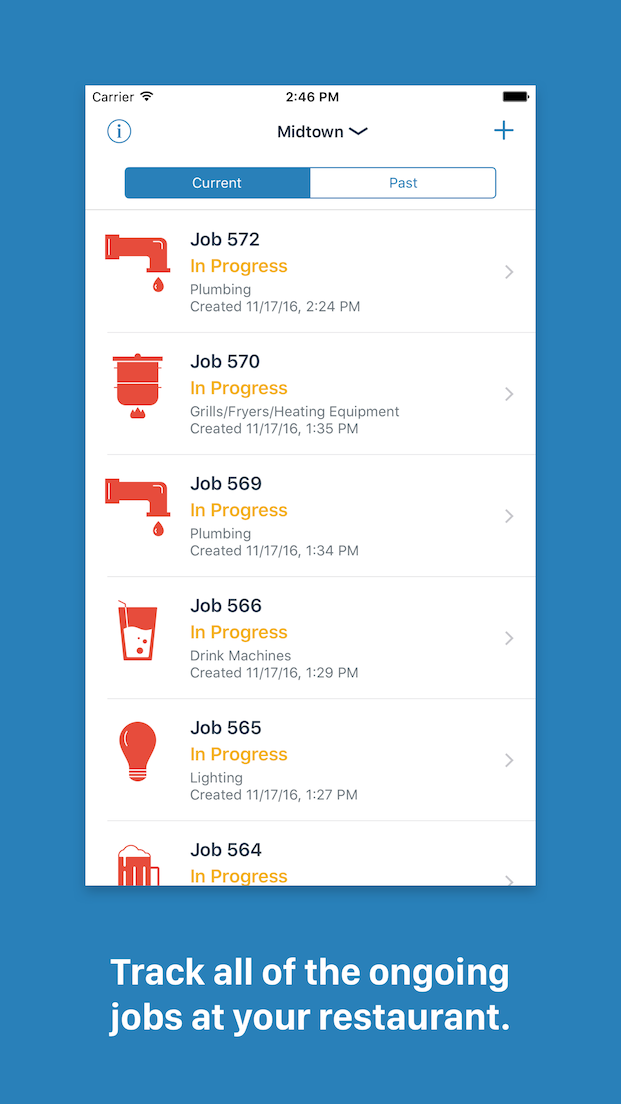 Carrier 2:46 PM
Midtown
Current Past
Job 572
In Progress
Plumbing
Created 11/17/16, 2:24 PM
Job 570
In Progress
Grills/Fryers/Heating Equipment
Created 11/17/16, 1:35 PM
Job 569
In Progress
Plumbing
Created 11/17/16, 1:34 PM
Job 566
In Progress
Drink Machines
Created 11/17/16, 1:29 PM
Job 565
In Progress
Lighting
Created 11/17/16, 1:27 PM
Job 564
In Progress
Track all of the ongoing
jobs at your restaurant.